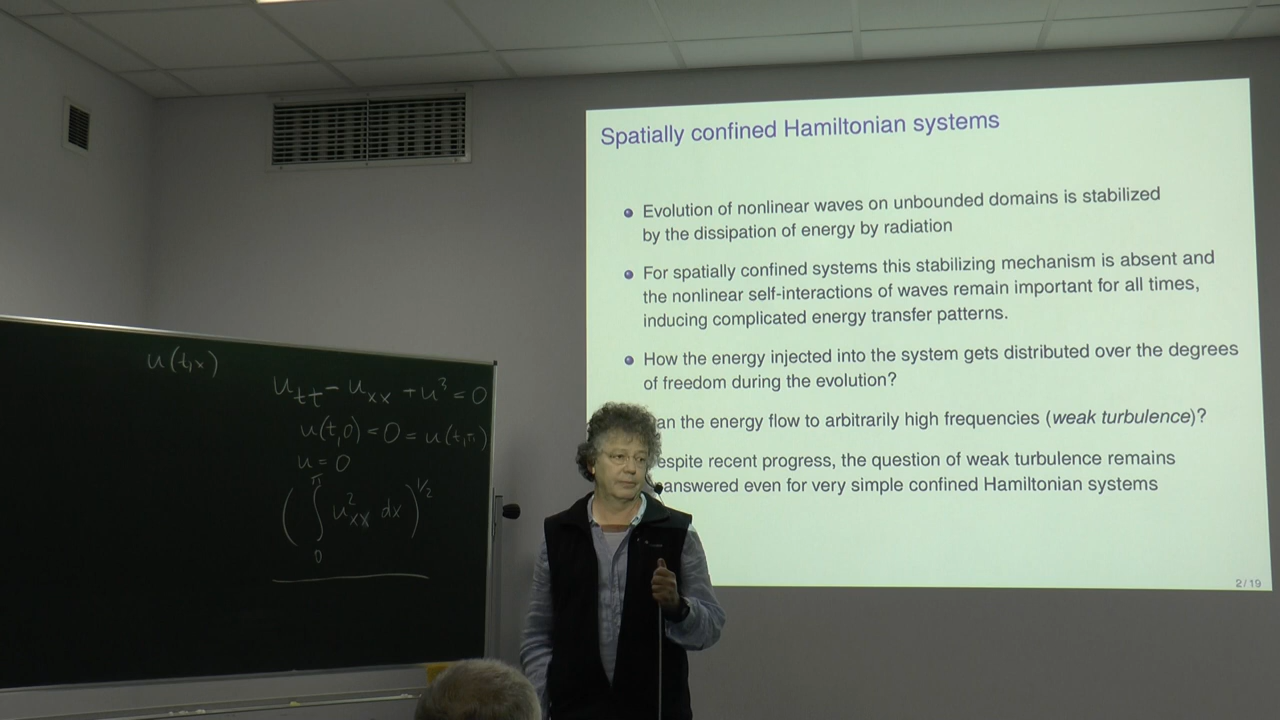 Spatially confined Hamiltonian systems
Evolution of nonlinear waves on unbounded domains is stabilized
by the dissipation of energy by radiation
For spatially confined systems this stabilizing mechanism is absent and
the nonlinear self-interactions of waves remain important for all times,
inducing complicated energy transfer patterns.
How the energy injected into the system gets distributed over the degrees
of freedom during the evolution?
an the energy flow to arbitrarily high frequencies (weak turbulence)?
espite recent progress, the question of weak turbulence remains
answered even for very simple confined Hamiltonian systems
2/19
u(t,x)
u_tt - u_xx + u³ = 0
u(t,0) = 0 = u(t,π)
u = 0
(∫₀^π u²_xx dx)^1/2